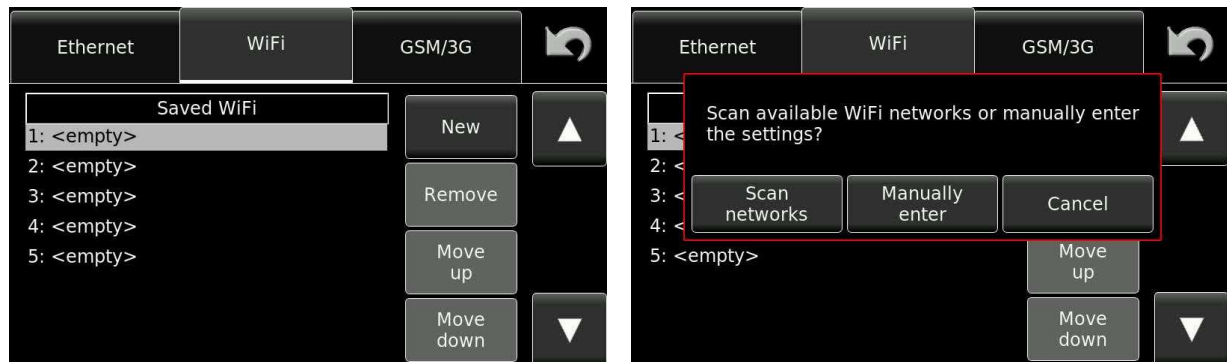 Ethernet
WiFi
GSM/3G
Saved WiFi
1: <empty>
2: <empty>
3: <empty>
4: <empty>
5: <empty>
New
Remove
Move
up
Move
down
Ethernet
WiFi
GSM/3G
Scan available WiFi networks or manually enter
the settings?
Scan
networks
Manually
enter
Cancel
1: <
2: <
3: <
4: <
5: <empty>
Move
up
Move
down